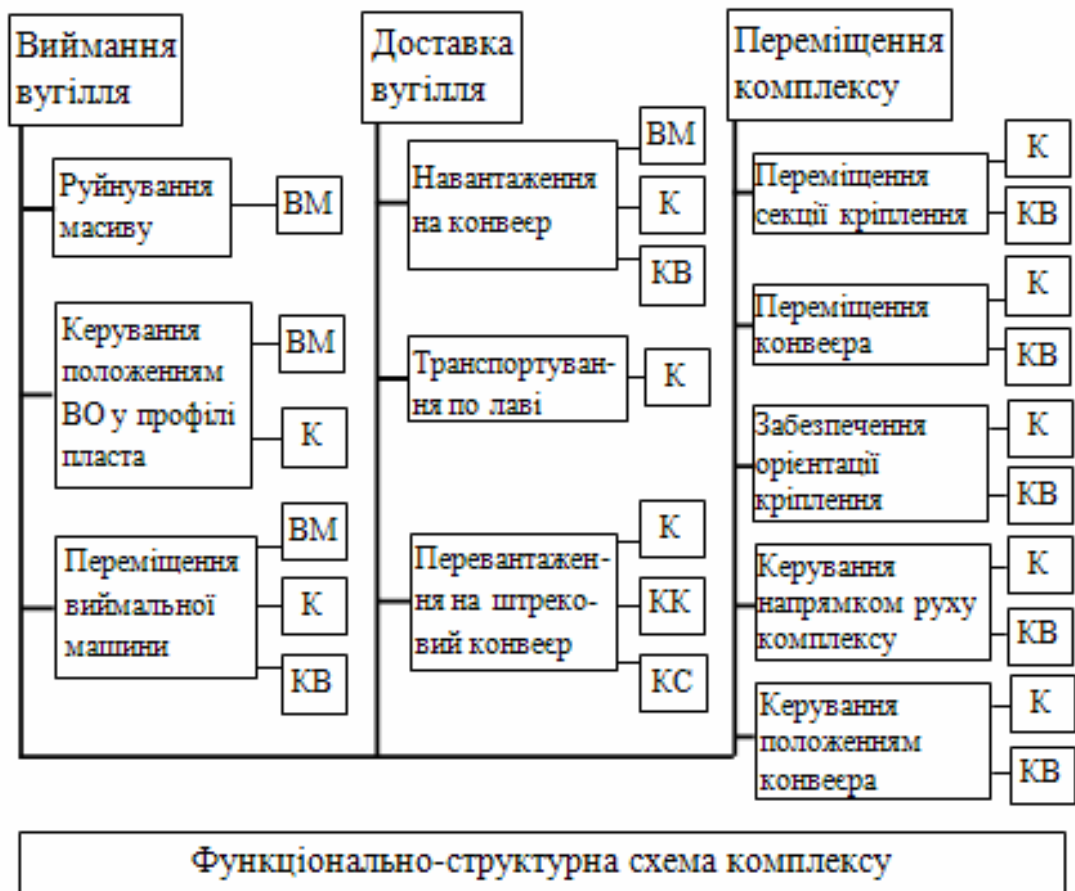 Виймання
вугілля
Руйнування
масиву
ВМ
Керування
положенням
ВО у профілі
пласта
ВМ
К
Переміщення
виймальної
машини
ВМ
К
КВ
Доставка
вугілля
Навантаження
на конвеєр
ВМ
К
КВ
Транспортуван-
ня по лаві
К
Перевантажен-
ня на штреко-
вий конвеєр
К
КК
КС
Переміщення
комплексу
Переміщення
секції кріплення
К
КВ
Переміщення
конвеєра
К
КВ
Забезпечення
орієнтації
кріплення
К
КВ
Керування
напрямком руху
комплексу
К
КВ
Керування
положенням
конвеєра
К
КВ
Функціонально-структурна схема комплексу